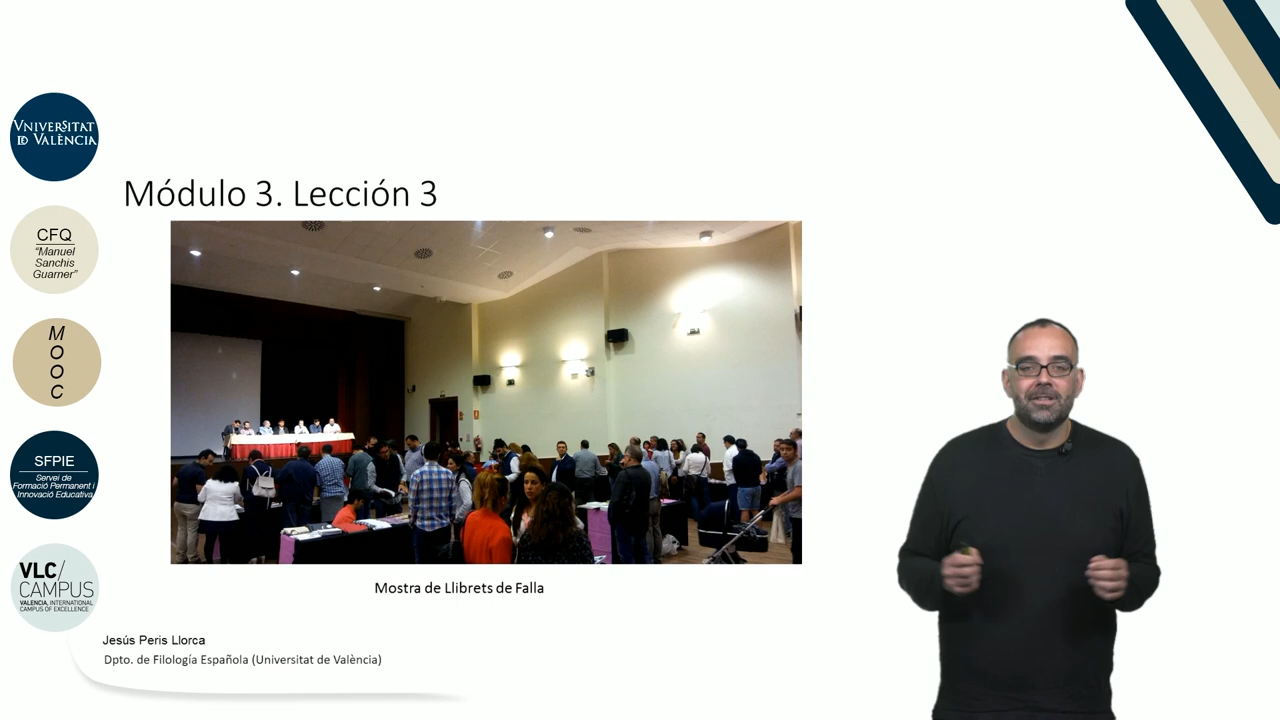 VNIVERSITAT
ID VALÈNCIA
CFQ
“Manuel
Sanchis
Guarner”
M
O
O
C
SFPIE
Servei de
Formació Permanent i
Innovació Educativa
VLC/
CAMPUS
VALENCIA, INTERNATIONAL
CAMPUS OF EXCELLENCE
Módulo 3. Lección 3
Mostra de Llibrets de Falla
Jesús Peris Llorca
Dpto. de Filología Española (Universitat de València)